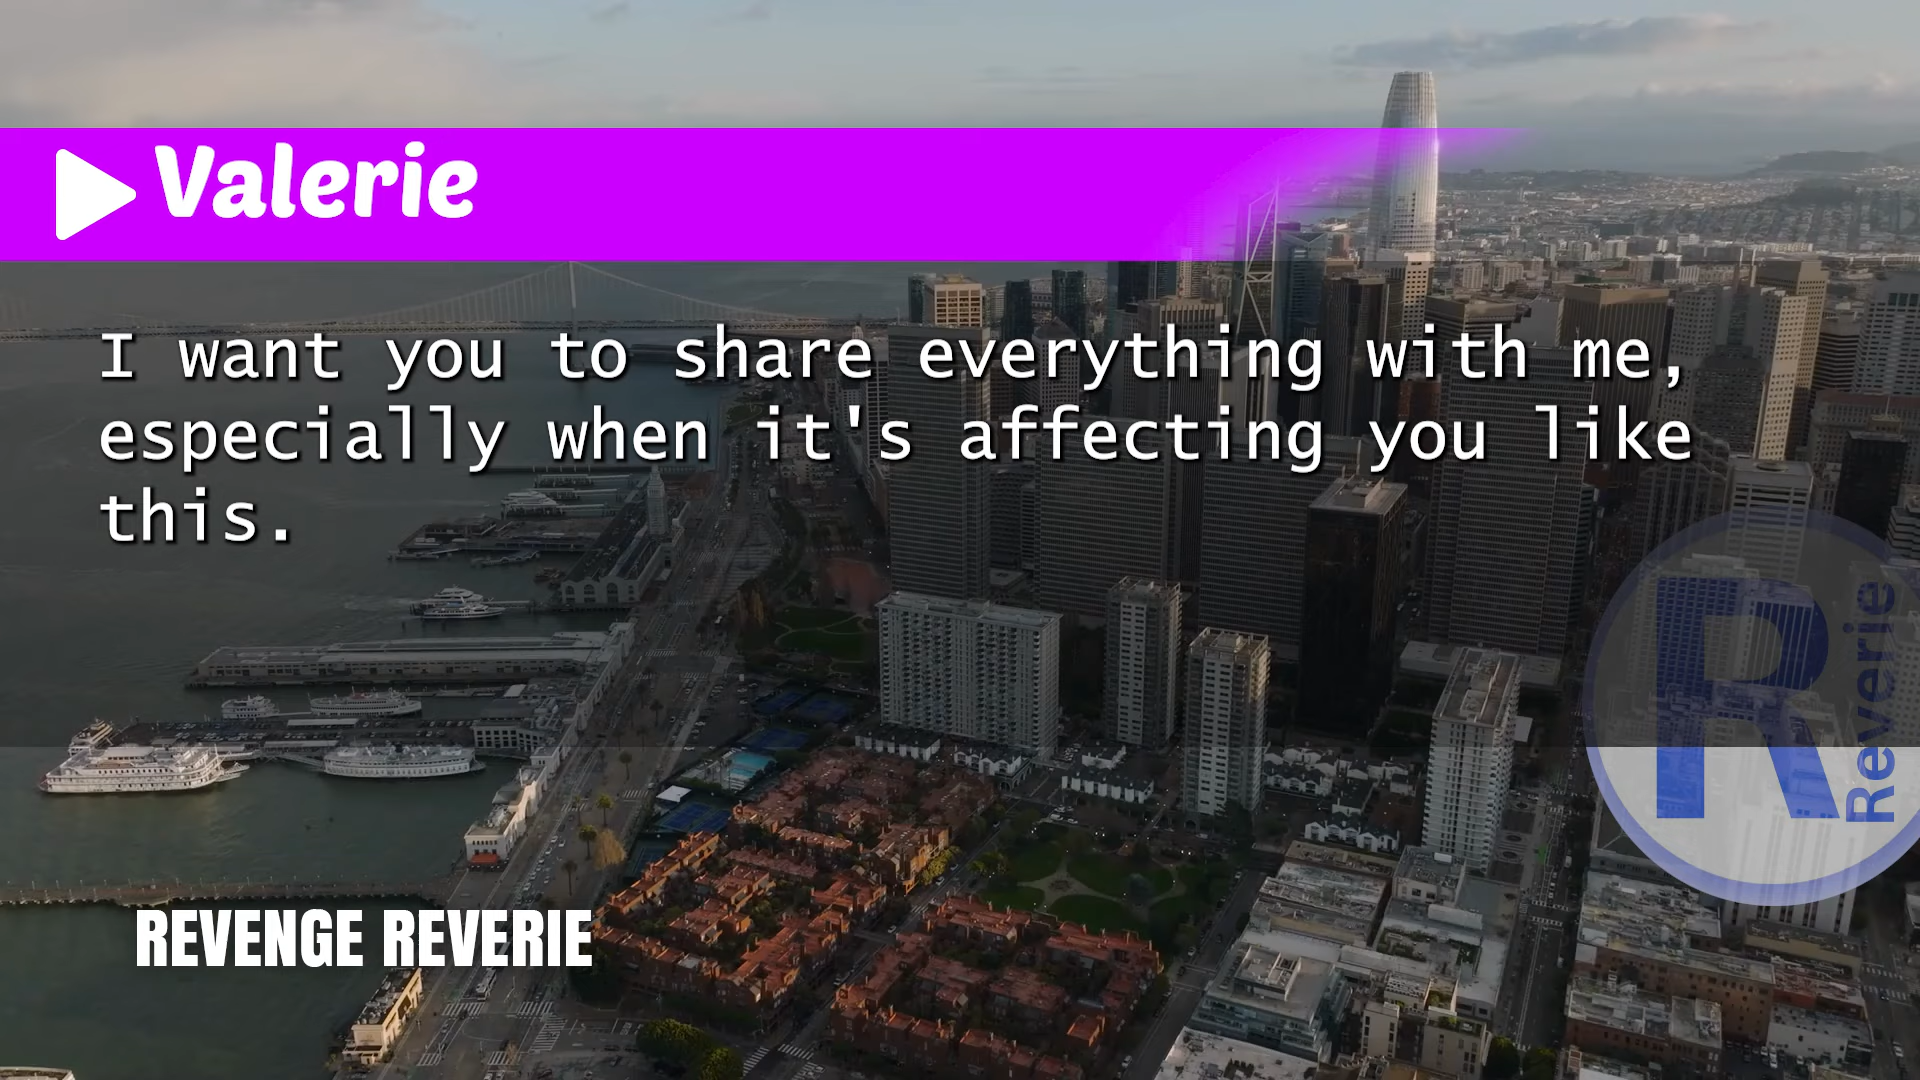 Valerie
I want you to share everything with me,
especially when it's affecting you like
this.
R
Reverie
REVENGE REVERIE